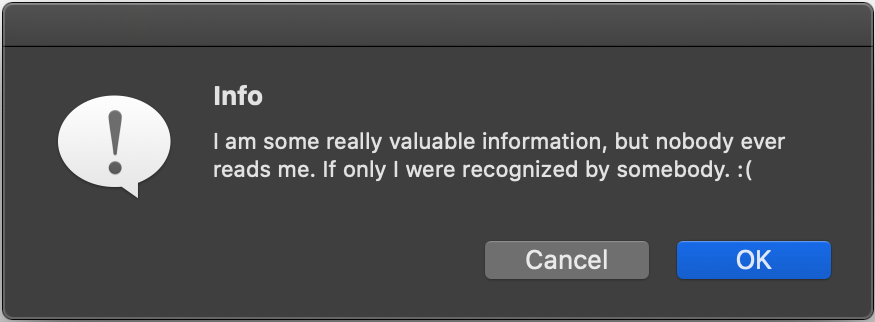 Info
I am some really valuable information, but nobody ever
reads me. If only I were recognized by somebody. :(
Cancel
OK